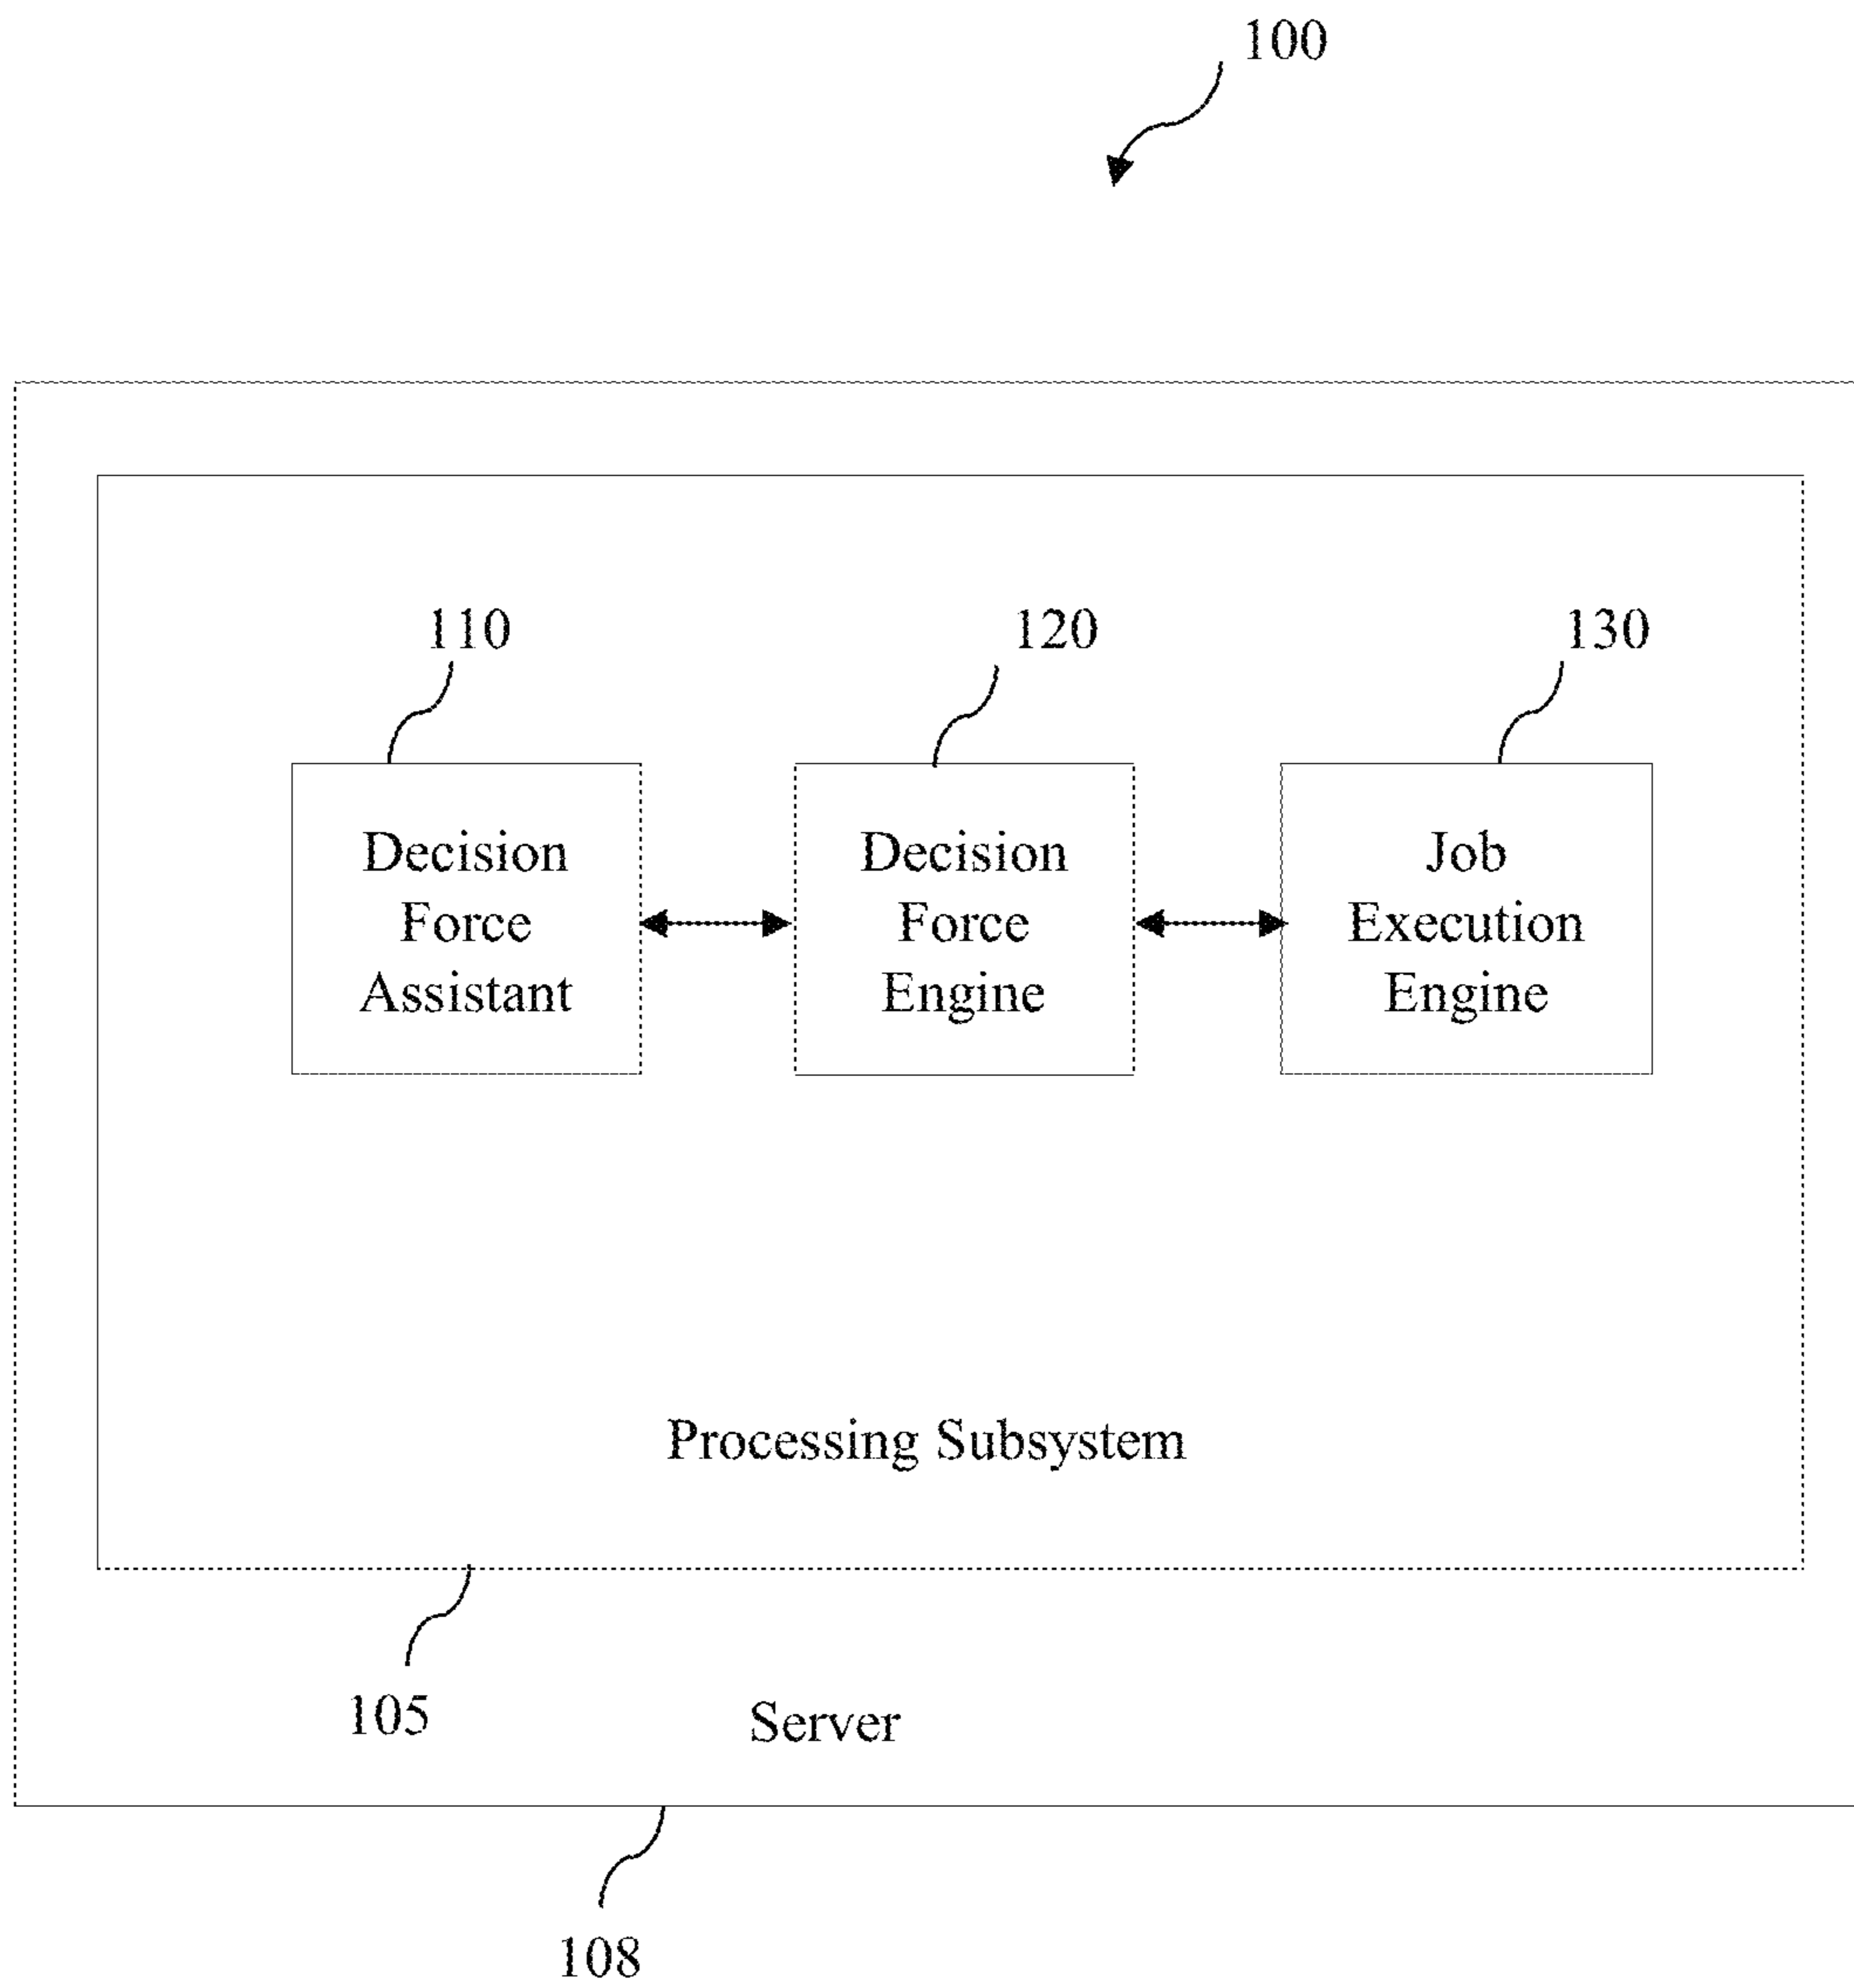 100
110
120
130
Decision
Force
Assistant
Decision
Force
Engine
Job
Execution
Engine
Processing Subsystem
105
Server
108